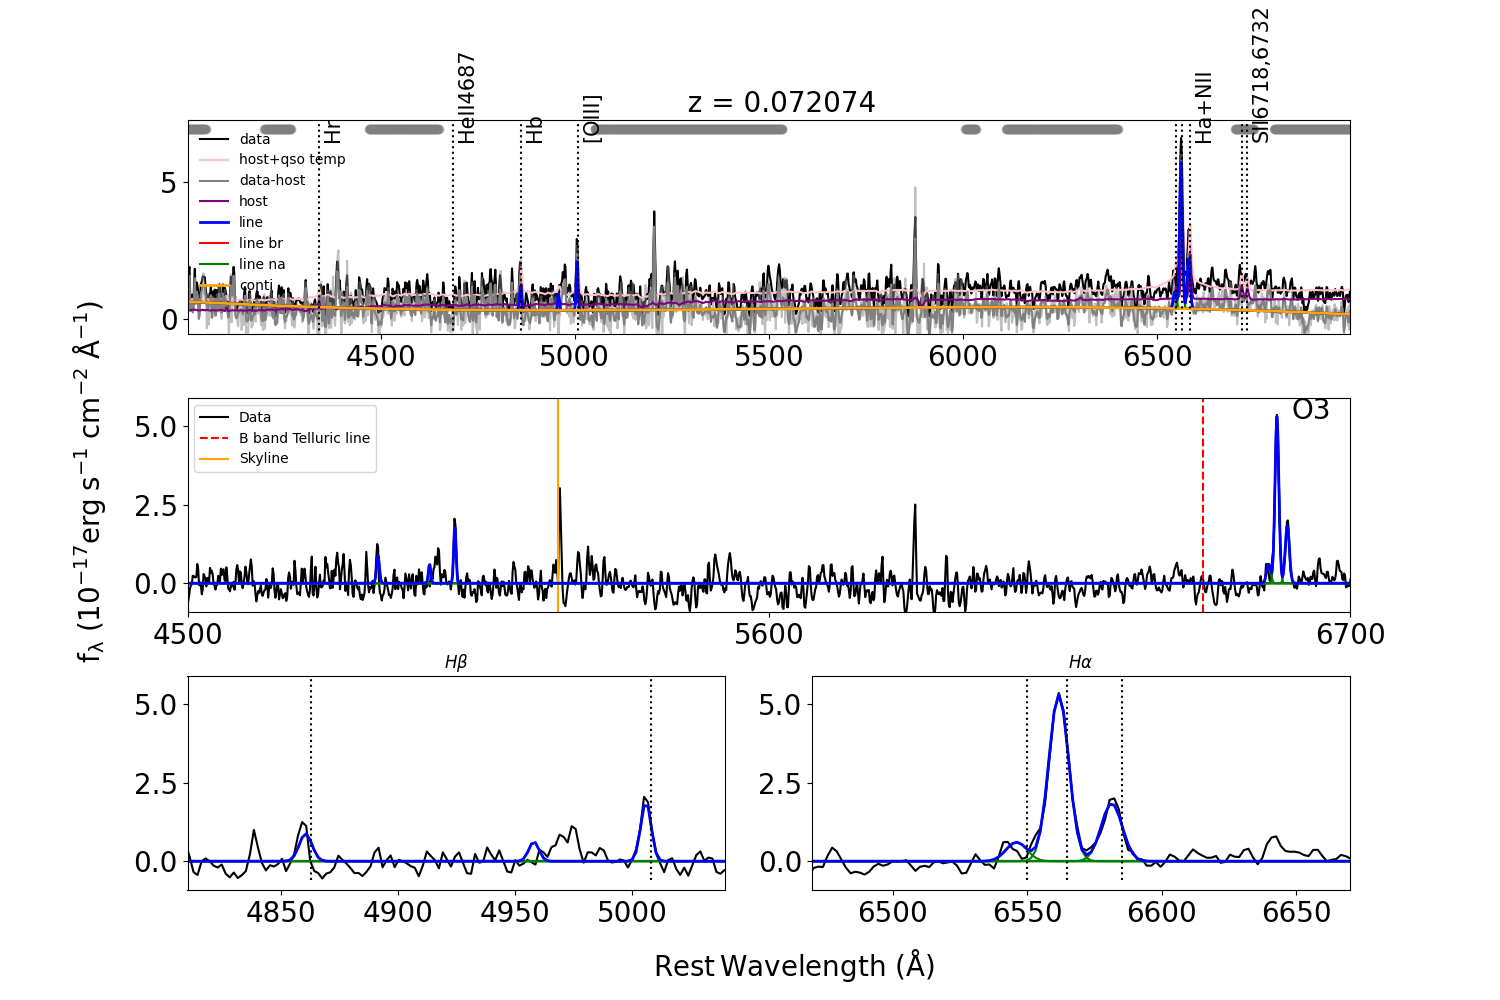 z = 0.072074
Hr
HeII4687
Hb
[OIII]
Ha+NII
SII6718,6732
data
host+qso temp
data-host
host
line
line br
line na
conti
5
0
4500 5000 5500 6000 6500
fλ (10⁻¹⁷erg s⁻¹ cm⁻² Å⁻¹)
Data
B band Telluric line
Skyline
O3
5.0
2.5
0.0
4500 5600 6700
Hβ
5.0
2.5
0.0
4850 4900 4950 5000
Hα
5.0
2.5
0.0
6500 6550 6600 6650
Rest Wavelength (Å)